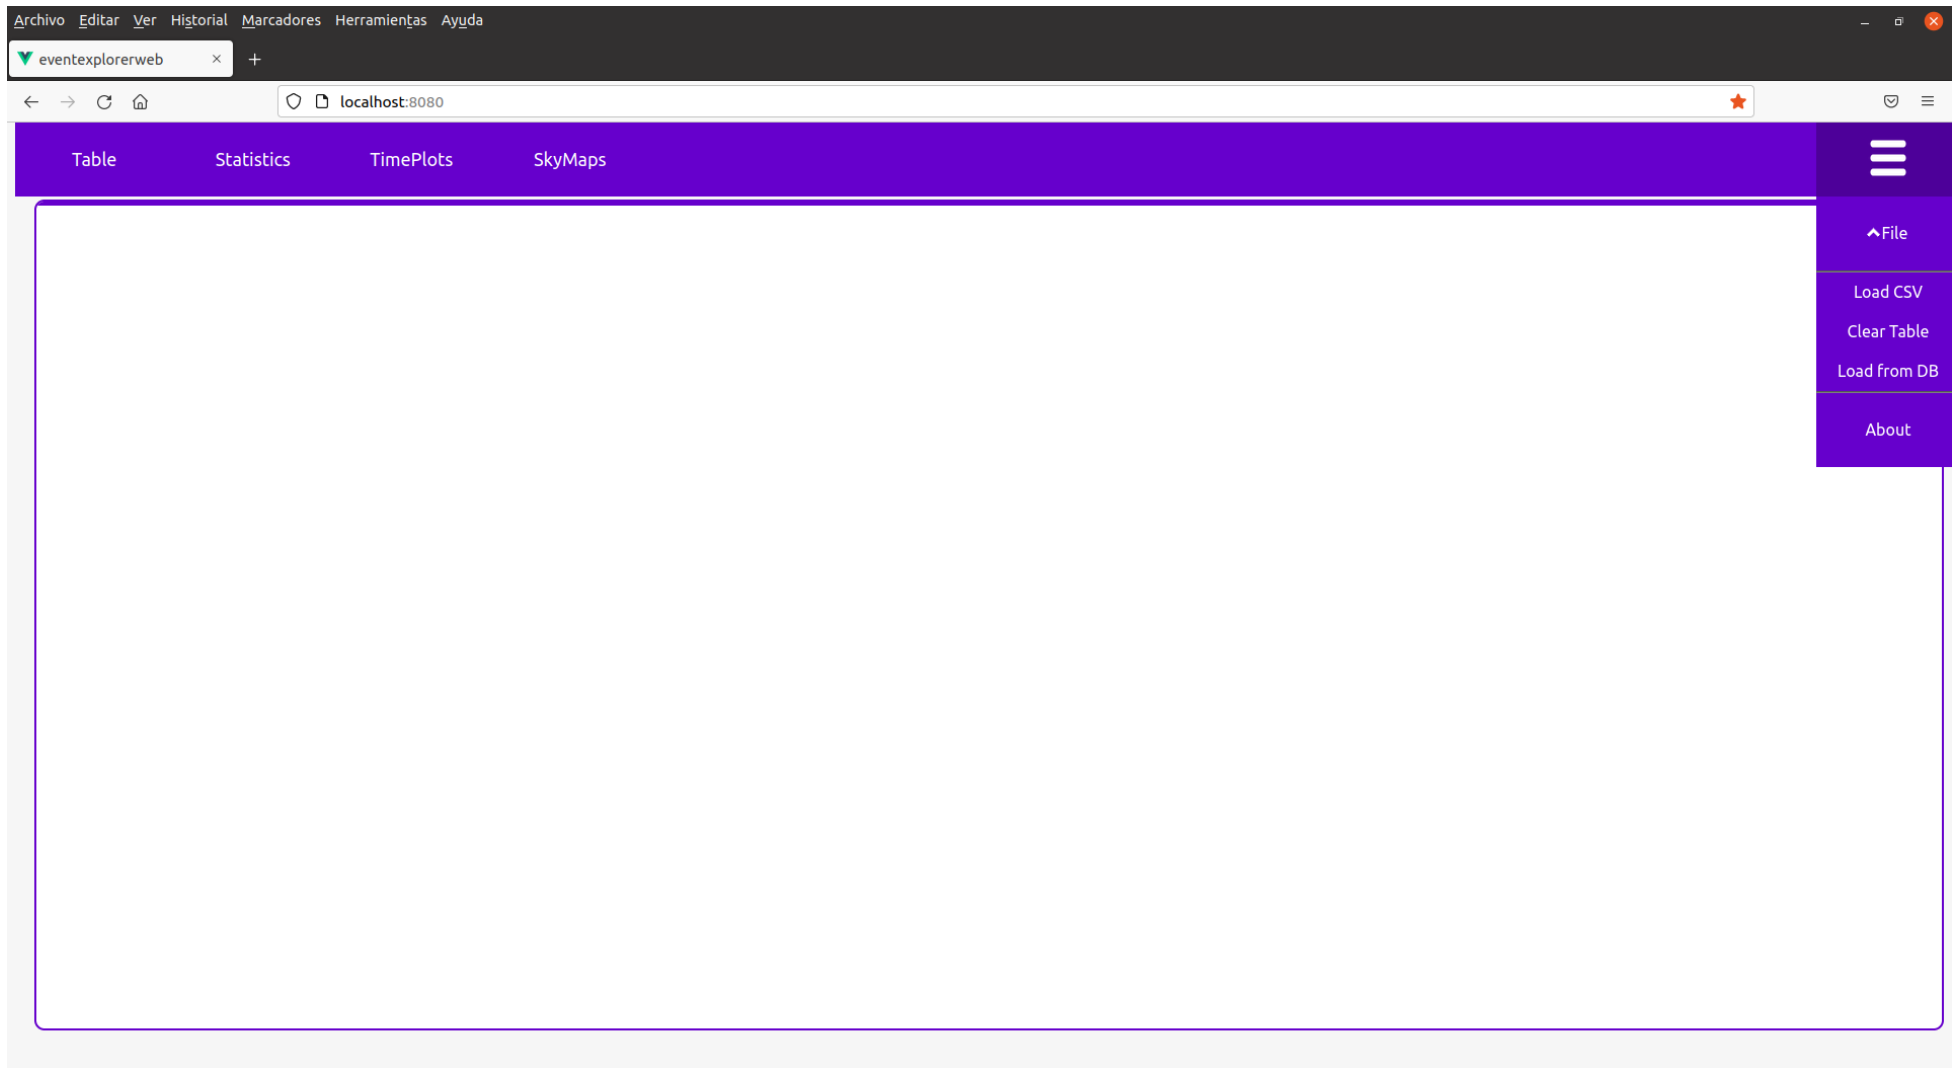 Archivo Editar Ver Historial Marcadores Herramientas Ayuda
eventexplorerweb
localhost:8080
Table Statistics TimePlots SkyMaps
File
Load CSV
Clear Table
Load from DB
About